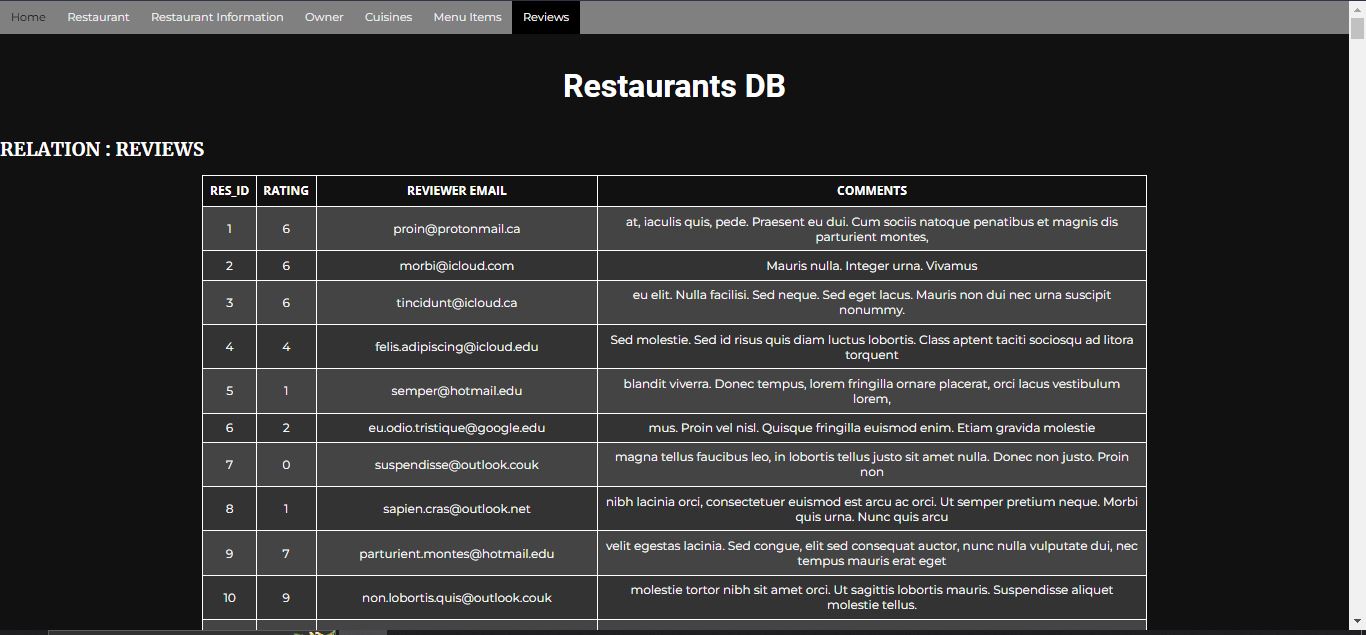 Home Restaurant Restaurant Information Owner Cuisines Menu Items Reviews
Restaurants DB
RELATION : REVIEWS
RES_ID RATING REVIEWER EMAIL COMMENTS
1 6 proin@protonmail.ca at, iaculis quis, pede. Praesent eu dui. Cum sociis natoque penatibus et magnis dis
parturient montes,
2 6 morbi@icloud.com Mauris nulla. Integer urna. Vivamus
3 6 tincidunt@icloud.ca eu elit. Nulla facilisi. Sed neque. Sed eget lacus. Mauris non dui nec urna suscipit
nonummy.
4 4 felis.adipiscing@icloud.edu Sed molestie. Sed id risus quis diam luctus lobortis. Class aptent taciti sociosqu ad litora
torquent
5 1 semper@hotmail.edu blandit viverra. Donec tempus, lorem fringilla ornare placerat, orci lacus vestibulum
lorem,
6 2 eu.odio.tristique@google.edu mus. Proin vel nisl. Quisque fringilla euismod enim. Etiam gravida molestie
7 0 suspendisse@outlook.couk magna tellus faucibus leo, in lobortis tellus justo sit amet nulla. Donec non justo. Proin
non
8 1 sapien.cras@outlook.net nibh lacinia orci, consectetuer euismod est arcu ac orci. Ut semper pretium neque. Morbi
quis urna. Nunc quis arcu
9 7 parturient.montes@hotmail.edu velit egestas lacinia. Sed congue, elit sed consequat auctor, nunc nulla vulputate dui, nec
tempus mauris erat eget
10 9 non.lobortis.quis@outlook.couk molestie tortor nibh sit amet orci. Ut sagittis lobortis mauris. Suspendisse aliquet
molestie tellus.